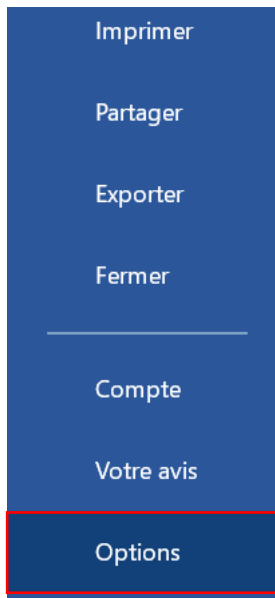 Imprimer
Partager
Exporter
Fermer
Compte
Votre avis
Options